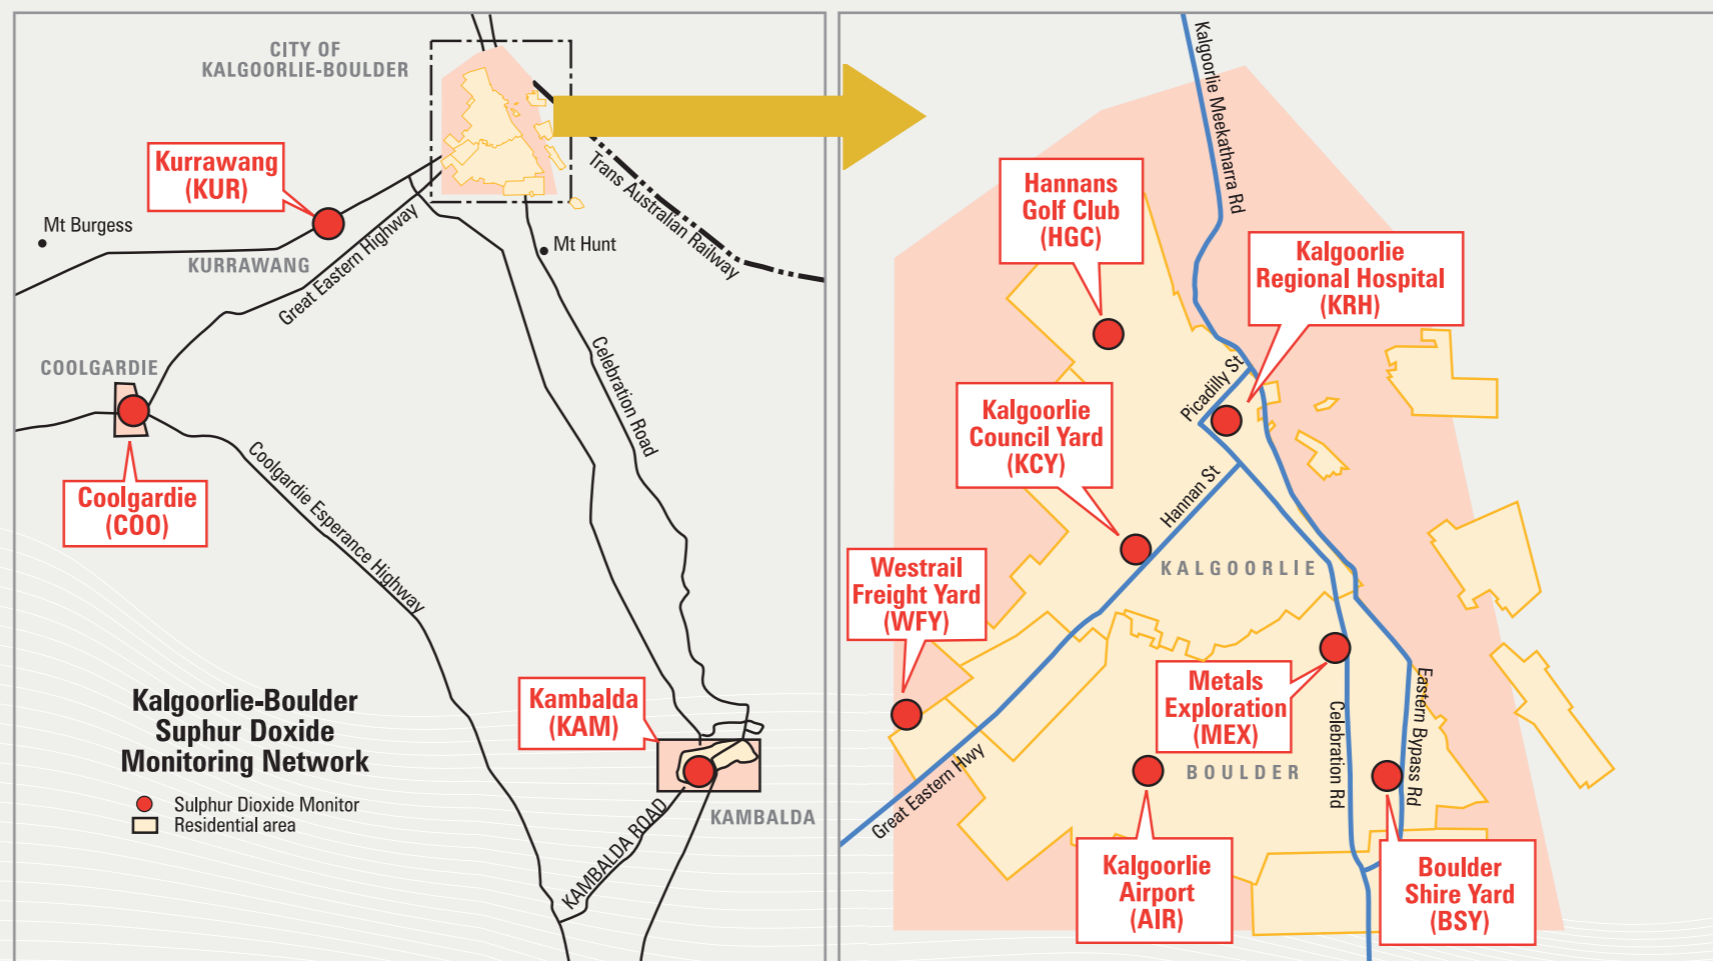 CITY OF
KALGOORLIE-BOULDER
Kurrawang
(KUR)
Mt Burgess
KURRAWANG
Great Eastern Highway
Mt Hunt
Trans Australian Railway
COOLGARDIE
Coolgardie
(COO)
Coolgardie Esperance Highway
Celebration Road
Kalgoorlie-Boulder
Suphur Doxide
Monitoring Network
Sulphur Dioxide Monitor
Residential area
Kambalda
(KAM)
KAMBALDA
KAMBALDA ROAD
Kalgoorlie Meekatharra Rd
Hannans
Golf Club
(HGC)
Kalgoorlie
Regional Hospital
(KRH)
Picadilly St
Kalgoorlie
Council Yard
(KCY)
Hannan St
KALGOORLIE
Westrail
Freight Yard
(WFY)
Metals
Exploration
(MEX)
Great Eastern Hwy
BOULDER
Celebration Rd
Eastern Bypass Rd
Kalgoorlie
Airport
(AIR)
Boulder
Shire Yard
(BSY)